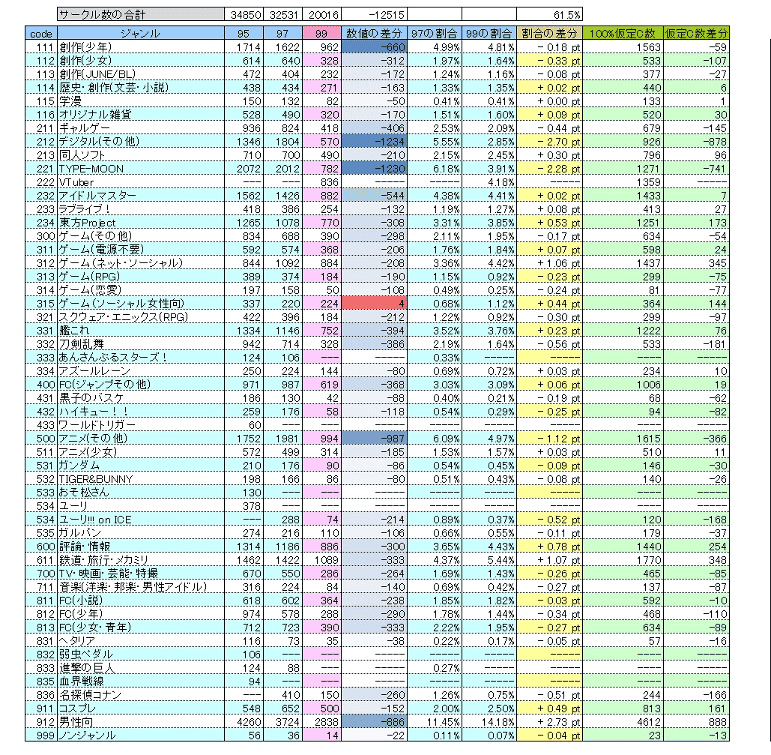 サークル数の合計 34850 32531 20016 -12515 61.5%
code ジャンル 95 97 99 数値の差分 97の割合 99の割合 割合の差分 100%仮定C数 仮定C数差分
111 創作(少年) 1714 1622 962 -660 4.99% 4.81% - 0.18 pt 1563 -59
112 創作(少女) 614 640 328 -312 1.97% 1.64% - 0.33 pt 533 -107
113 創作(JUNE/BL) 472 404 232 -172 1.24% 1.16% - 0.08 pt 377 -27
114 歴史・創作(文芸・小説) 438 434 271 -163 1.33% 1.35% + 0.02 pt 440 6
115 学漫 150 132 82 -50 0.41% 0.41% + 0.00 pt 133 1
116 オリジナル雑貨 528 490 320 -170 1.51% 1.60% + 0.09 pt 520 30
211 ギャルゲー 936 824 418 -406 2.53% 2.09% - 0.44 pt 679 -145
212 デジタル(その他) 1346 1804 570 -1234 5.55% 2.85% - 2.70 pt 926 -878
213 同人ソフト 710 700 490 -210 2.15% 2.45% + 0.30 pt 796 96
221 TYPE-MOON 2072 2012 782 -1230 6.18% 3.91% - 2.28 pt 1271 -741
222 VTuber --- --- 836 ----- ----- 4.18% ----- 1359 -----
232 アイドルマスター 1562 1426 882 -544 4.38% 4.41% + 0.02 pt 1433 7
233 ラブライブ! 418 386 254 -132 1.19% 1.27% + 0.08 pt 413 27
234 東方Project 1265 1078 770 -308 3.31% 3.85% + 0.53 pt 1251 173
300 ゲーム(その他) 834 688 390 -298 2.11% 1.95% - 0.17 pt 634 -54
311 ゲーム(電源不要) 592 574 368 -206 1.76% 1.84% + 0.07 pt 598 24
312 ゲーム(ネット・ソーシャル) 844 1092 884 -208 3.36% 4.42% + 1.06 pt 1437 345
313 ゲーム(RPG) 389 374 184 -190 1.15% 0.92% - 0.23 pt 299 -75
314 ゲーム(恋愛) 197 158 50 -108 0.49% 0.25% - 0.24 pt 81 -77
315 ゲーム(ソーシャル女性向) 337 220 224 4 0.68% 1.12% + 0.44 pt 364 144
321 スクウェア・エニックス(RPG) 422 396 184 -212 1.22% 0.92% - 0.30 pt 299 -97
331 艦これ 1334 1146 752 -394 3.52% 3.76% + 0.23 pt 1222 76
332 刀剣乱舞 942 714 328 -386 2.19% 1.64% - 0.56 pt 533 -181
333 あんさんぶるスターズ! 124 106 --- ----- 0.33% ----- ----- ----- -----
334 アズールレーン 250 224 144 -80 0.69% 0.72% + 0.03 pt 234 10
400 FC(ジャンプその他) 971 987 619 -368 3.03% 3.09% + 0.06 pt 1006 19
431 黒子のバスケ 186 130 42 -88 0.40% 0.21% - 0.19 pt 68 -62
432 ハイキュー!! 259 176 58 -118 0.54% 0.29% - 0.25 pt 94 -82
433 ワールドトリガー 60 --- --- ----- ----- ----- ----- ----- -----
500 アニメ(その他) 1752 1981 994 -987 6.09% 4.97% - 1.12 pt 1615 -366
511 アニメ(少女) 572 499 314 -185 1.53% 1.57% + 0.03 pt 510 11
531 ガンダム 210 176 90 -86 0.54% 0.45% - 0.09 pt 146 -30
532 TIGER&BUNNY 198 166 86 -80 0.51% 0.43% - 0.08 pt 140 -26
533 おそ松さん 130 --- --- ----- ----- ----- ----- ----- -----
534 ユーリ 378 --- --- ----- ----- ----- ----- ----- -----
534 ユーリ!!! on ICE --- 288 74 -214 0.89% 0.37% - 0.52 pt 120 -168
535 ガルパン 274 216 110 -106 0.66% 0.55% - 0.11 pt 179 -37
600 評論・情報 1314 1186 886 -300 3.65% 4.43% + 0.78 pt 1440 254
611 鉄道・旅行・メカミリ 1462 1422 1089 -333 4.37% 5.44% + 1.07 pt 1770 348
700 TV・映画・芸能・特撮 670 550 286 -264 1.69% 1.43% - 0.26 pt 465 -85
711 音楽(洋楽・邦楽・男性アイドル) 316 224 84 -140 0.69% 0.42% - 0.27 pt 137 -87
811 FC(小説) 618 602 364 -238 1.85% 1.82% - 0.03 pt 592 -10
812 FC(少年) 974 578 288 -290 1.78% 1.44% - 0.34 pt 468 -110
813 FC(少女・青年) 712 723 390 -333 2.22% 1.95% - 0.27 pt 634 -89
831 ヘタリア 116 73 35 -38 0.22% 0.17% - 0.05 pt 57 -16
832 弱虫ペダル 106 --- --- ----- ----- ----- ----- ----- -----
833 進撃の巨人 124 88 --- ----- 0.27% ----- ----- ----- -----
835 血界戦線 94 --- --- ----- ----- ----- ----- ----- -----
836 名探偵コナン --- 410 150 -260 1.26% 0.75% - 0.51 pt 244 -166
911 コスプレ 548 652 500 -152 2.00% 2.50% + 0.49 pt 813 161
912 男性向 4260 3724 2838 -886 11.45% 14.18% + 2.73 pt 4612 888
999 ノンジャンル 56 36 14 -22 0.11% 0.07% - 0.04 pt 23 -13